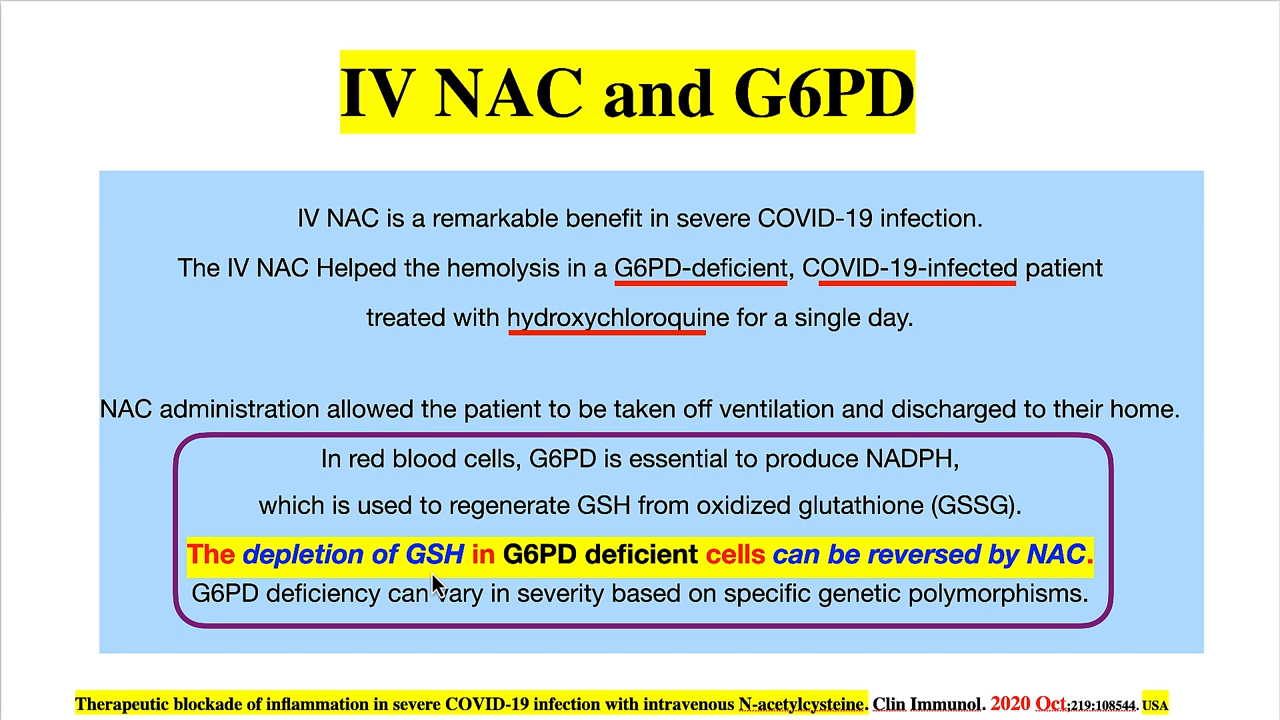 IV NAC and G6PD
IV NAC is a remarkable benefit in severe COVID-19 infection.
The IV NAC Helped the hemolysis in a G6PD-deficient, COVID-19-infected patient
treated with hydroxychloroquine for a single day.
NAC administration allowed the patient to be taken off ventilation and discharged to their home.
In red blood cells, G6PD is essential to produce NADPH,
which is used to regenerate GSH from oxidized glutathione (GSSG).
The depletion of GSH in G6PD deficient cells can be reversed by NAC.
G6PD deficiency can vary in severity based on specific genetic polymorphisms.
Therapeutic blockade of inflammation in severe COVID-19 infection with intravenous N-acetylcysteine. Clin Immunol. 2020 Oct;219:108544. USA